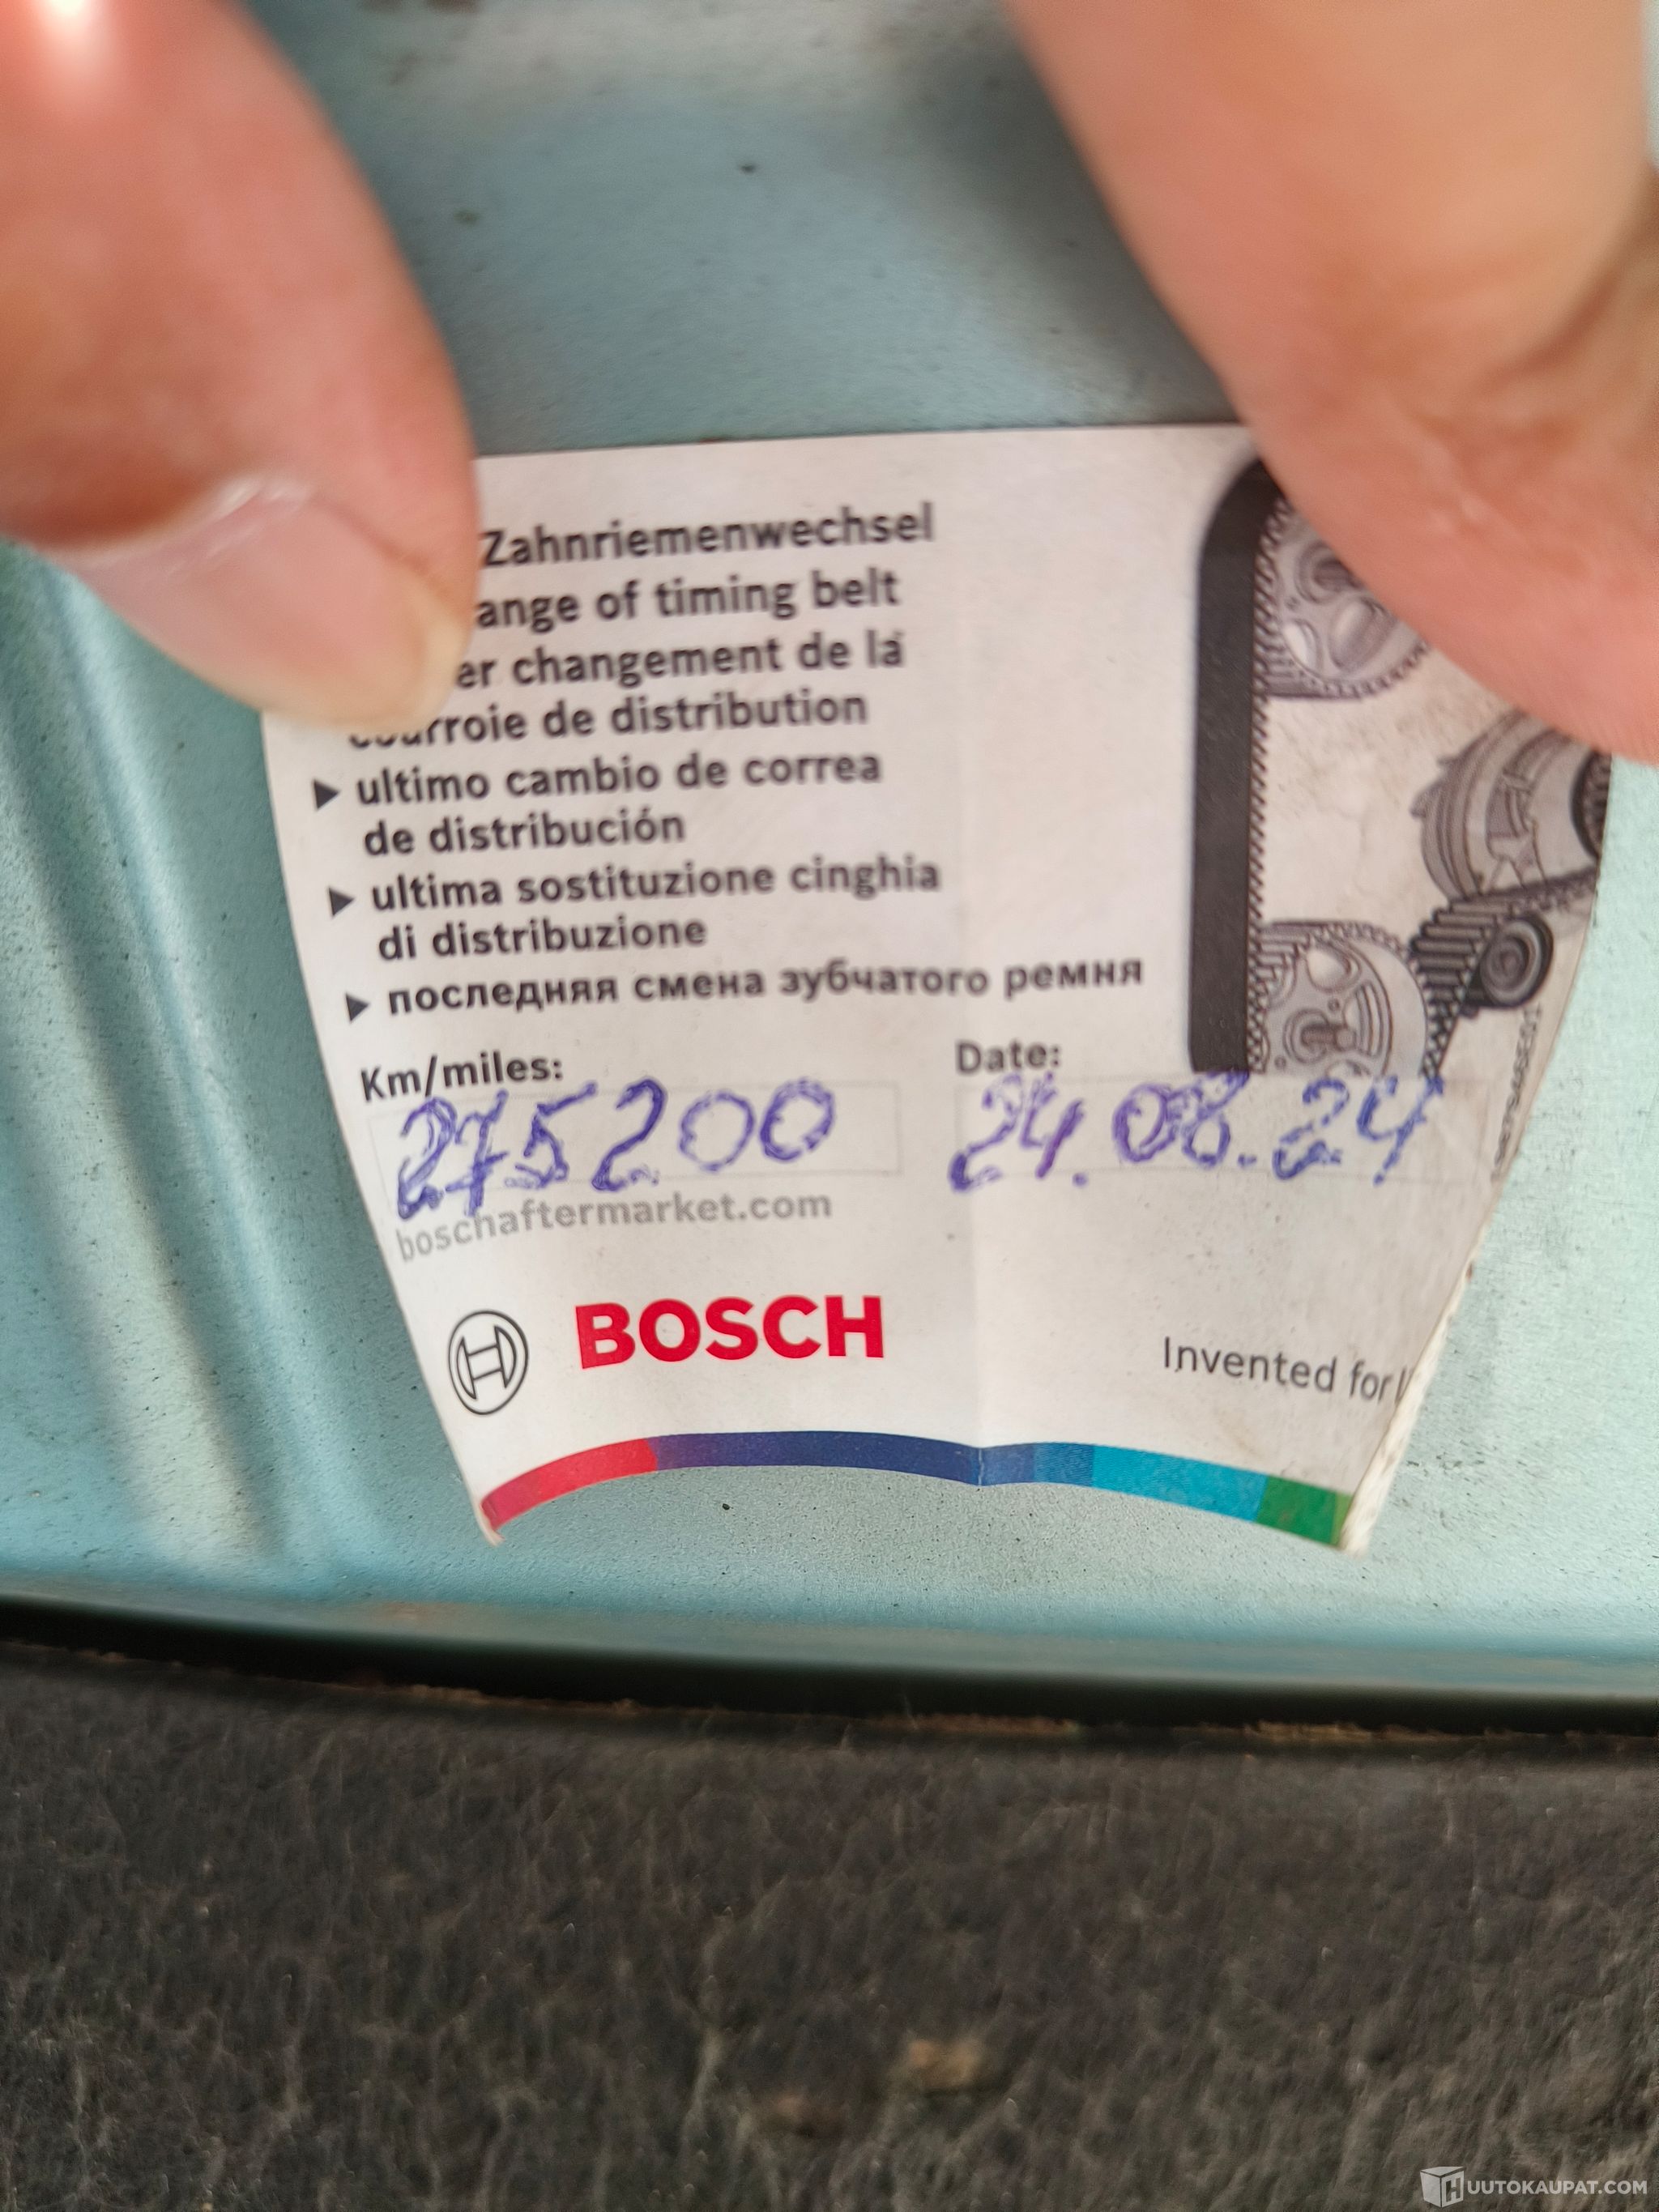 Zahnriemenwechsel
ange of timing belt
er changement de la
courroie de distribution
▶ ultimo cambio de correa
de distribución
▶ ultima sostituzione cinghia
di distribuzione
▶ последняя смена зубчатого ремня
Km/miles: Date:
275200 24.08.24
boschaftermarket.com
BOSCH Invented for
HUUTOKAUPAT.COM